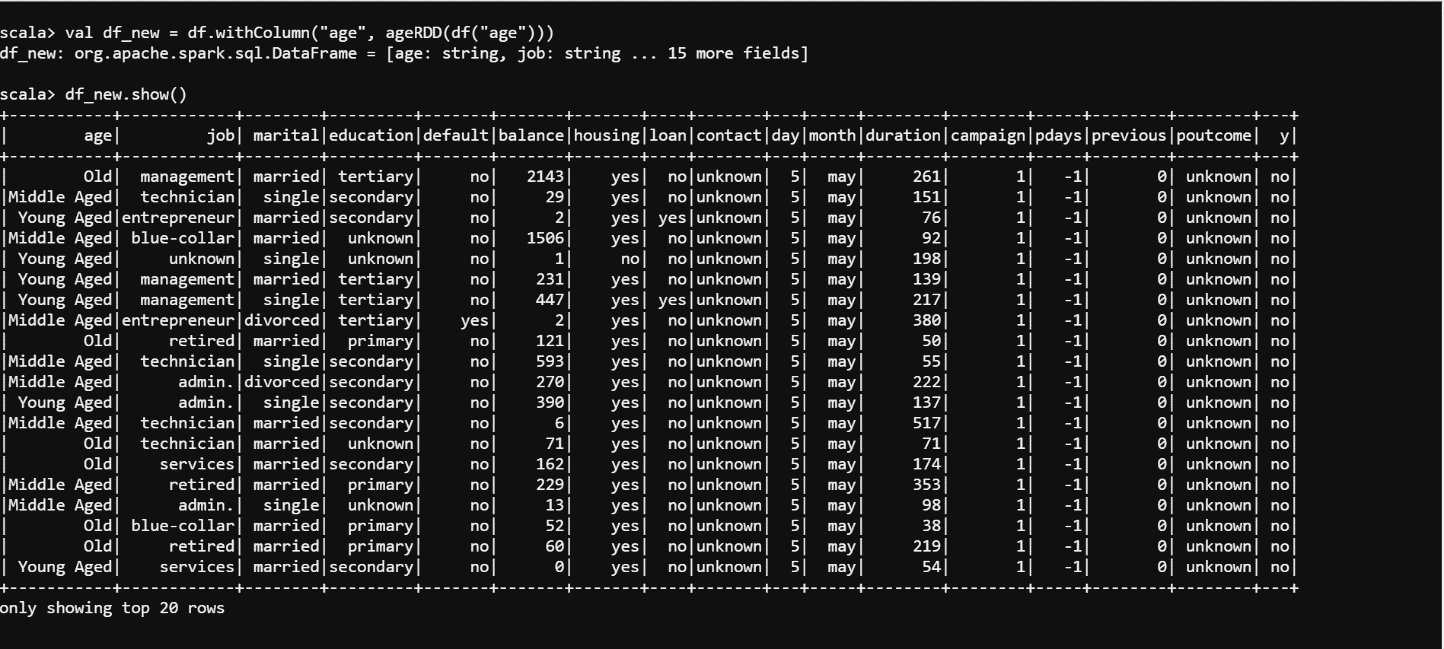 scala> val df_new = df.withColumn("age", ageRDD(df("age")))
df_new: org.apache.spark.sql.DataFrame = [age: string, job: string ... 15 more fields]
scala> df_new.show()
+-----------+------------+--------+---------+-------+-------+-------+----+-------+---+-----+--------+--------+-----+--------+--------+---+
|        age|         job| marital|education|default|balance|housing|loan|contact|day|month|duration|campaign|pdays|previous|poutcome|  y|
+-----------+------------+--------+---------+-------+-------+-------+----+-------+---+-----+--------+--------+-----+--------+--------+---+
|        Old|  management| married| tertiary|     no|   2143|    yes|  no|unknown|  5|  may|     261|       1|   -1|       0| unknown| no|
|Middle Aged|  technician|  single|secondary|     no|     29|    yes|  no|unknown|  5|  may|     151|       1|   -1|       0| unknown| no|
| Young Aged|entrepreneur| married|secondary|     no|      2|    yes| yes|unknown|  5|  may|      76|       1|   -1|       0| unknown| no|
|Middle Aged| blue-collar| married|  unknown|     no|   1506|    yes|  no|unknown|  5|  may|      92|       1|   -1|       0| unknown| no|
| Young Aged|     unknown|  single|  unknown|     no|      1|     no|  no|unknown|  5|  may|     198|       1|   -1|       0| unknown| no|
| Young Aged|  management| married| tertiary|     no|    231|    yes|  no|unknown|  5|  may|     139|       1|   -1|       0| unknown| no|
| Young Aged|  management|  single| tertiary|     no|    447|    yes| yes|unknown|  5|  may|     217|       1|   -1|       0| unknown| no|
|Middle Aged|entrepreneur|divorced| tertiary|    yes|      2|    yes|  no|unknown|  5|  may|     380|       1|   -1|       0| unknown| no|
|        Old|     retired| married|  primary|     no|    121|    yes|  no|unknown|  5|  may|      50|       1|   -1|       0| unknown| no|
|Middle Aged|  technician|  single|secondary|     no|    593|    yes|  no|unknown|  5|  may|      55|       1|   -1|       0| unknown| no|
|Middle Aged|      admin.|divorced|secondary|     no|    270|    yes|  no|unknown|  5|  may|     222|       1|   -1|       0| unknown| no|
| Young Aged|      admin.|  single|secondary|     no|    390|    yes|  no|unknown|  5|  may|     137|       1|   -1|       0| unknown| no|
|Middle Aged|  technician| married|secondary|     no|      6|    yes|  no|unknown|  5|  may|     517|       1|   -1|       0| unknown| no|
|        Old|  technician| married|  unknown|     no|     71|    yes|  no|unknown|  5|  may|      71|       1|   -1|       0| unknown| no|
|        Old|    services| married|secondary|     no|    162|    yes|  no|unknown|  5|  may|     174|       1|   -1|       0| unknown| no|
|Middle Aged|     retired| married|  primary|     no|    229|    yes|  no|unknown|  5|  may|     353|       1|   -1|       0| unknown| no|
|Middle Aged|      admin.|  single|  unknown|     no|     13|    yes|  no|unknown|  5|  may|      98|       1|   -1|       0| unknown| no|
|        Old| blue-collar| married|  primary|     no|     52|    yes|  no|unknown|  5|  may|      38|       1|   -1|       0| unknown| no|
|        Old|     retired| married|  primary|     no|     60|    yes|  no|unknown|  5|  may|     219|       1|   -1|       0| unknown| no|
| Young Aged|    services| married|secondary|     no|      0|    yes|  no|unknown|  5|  may|      54|       1|   -1|       0| unknown| no|
+-----------+------------+--------+---------+-------+-------+-------+----+-------+---+-----+--------+--------+-----+--------+--------+---+
only showing top 20 rows